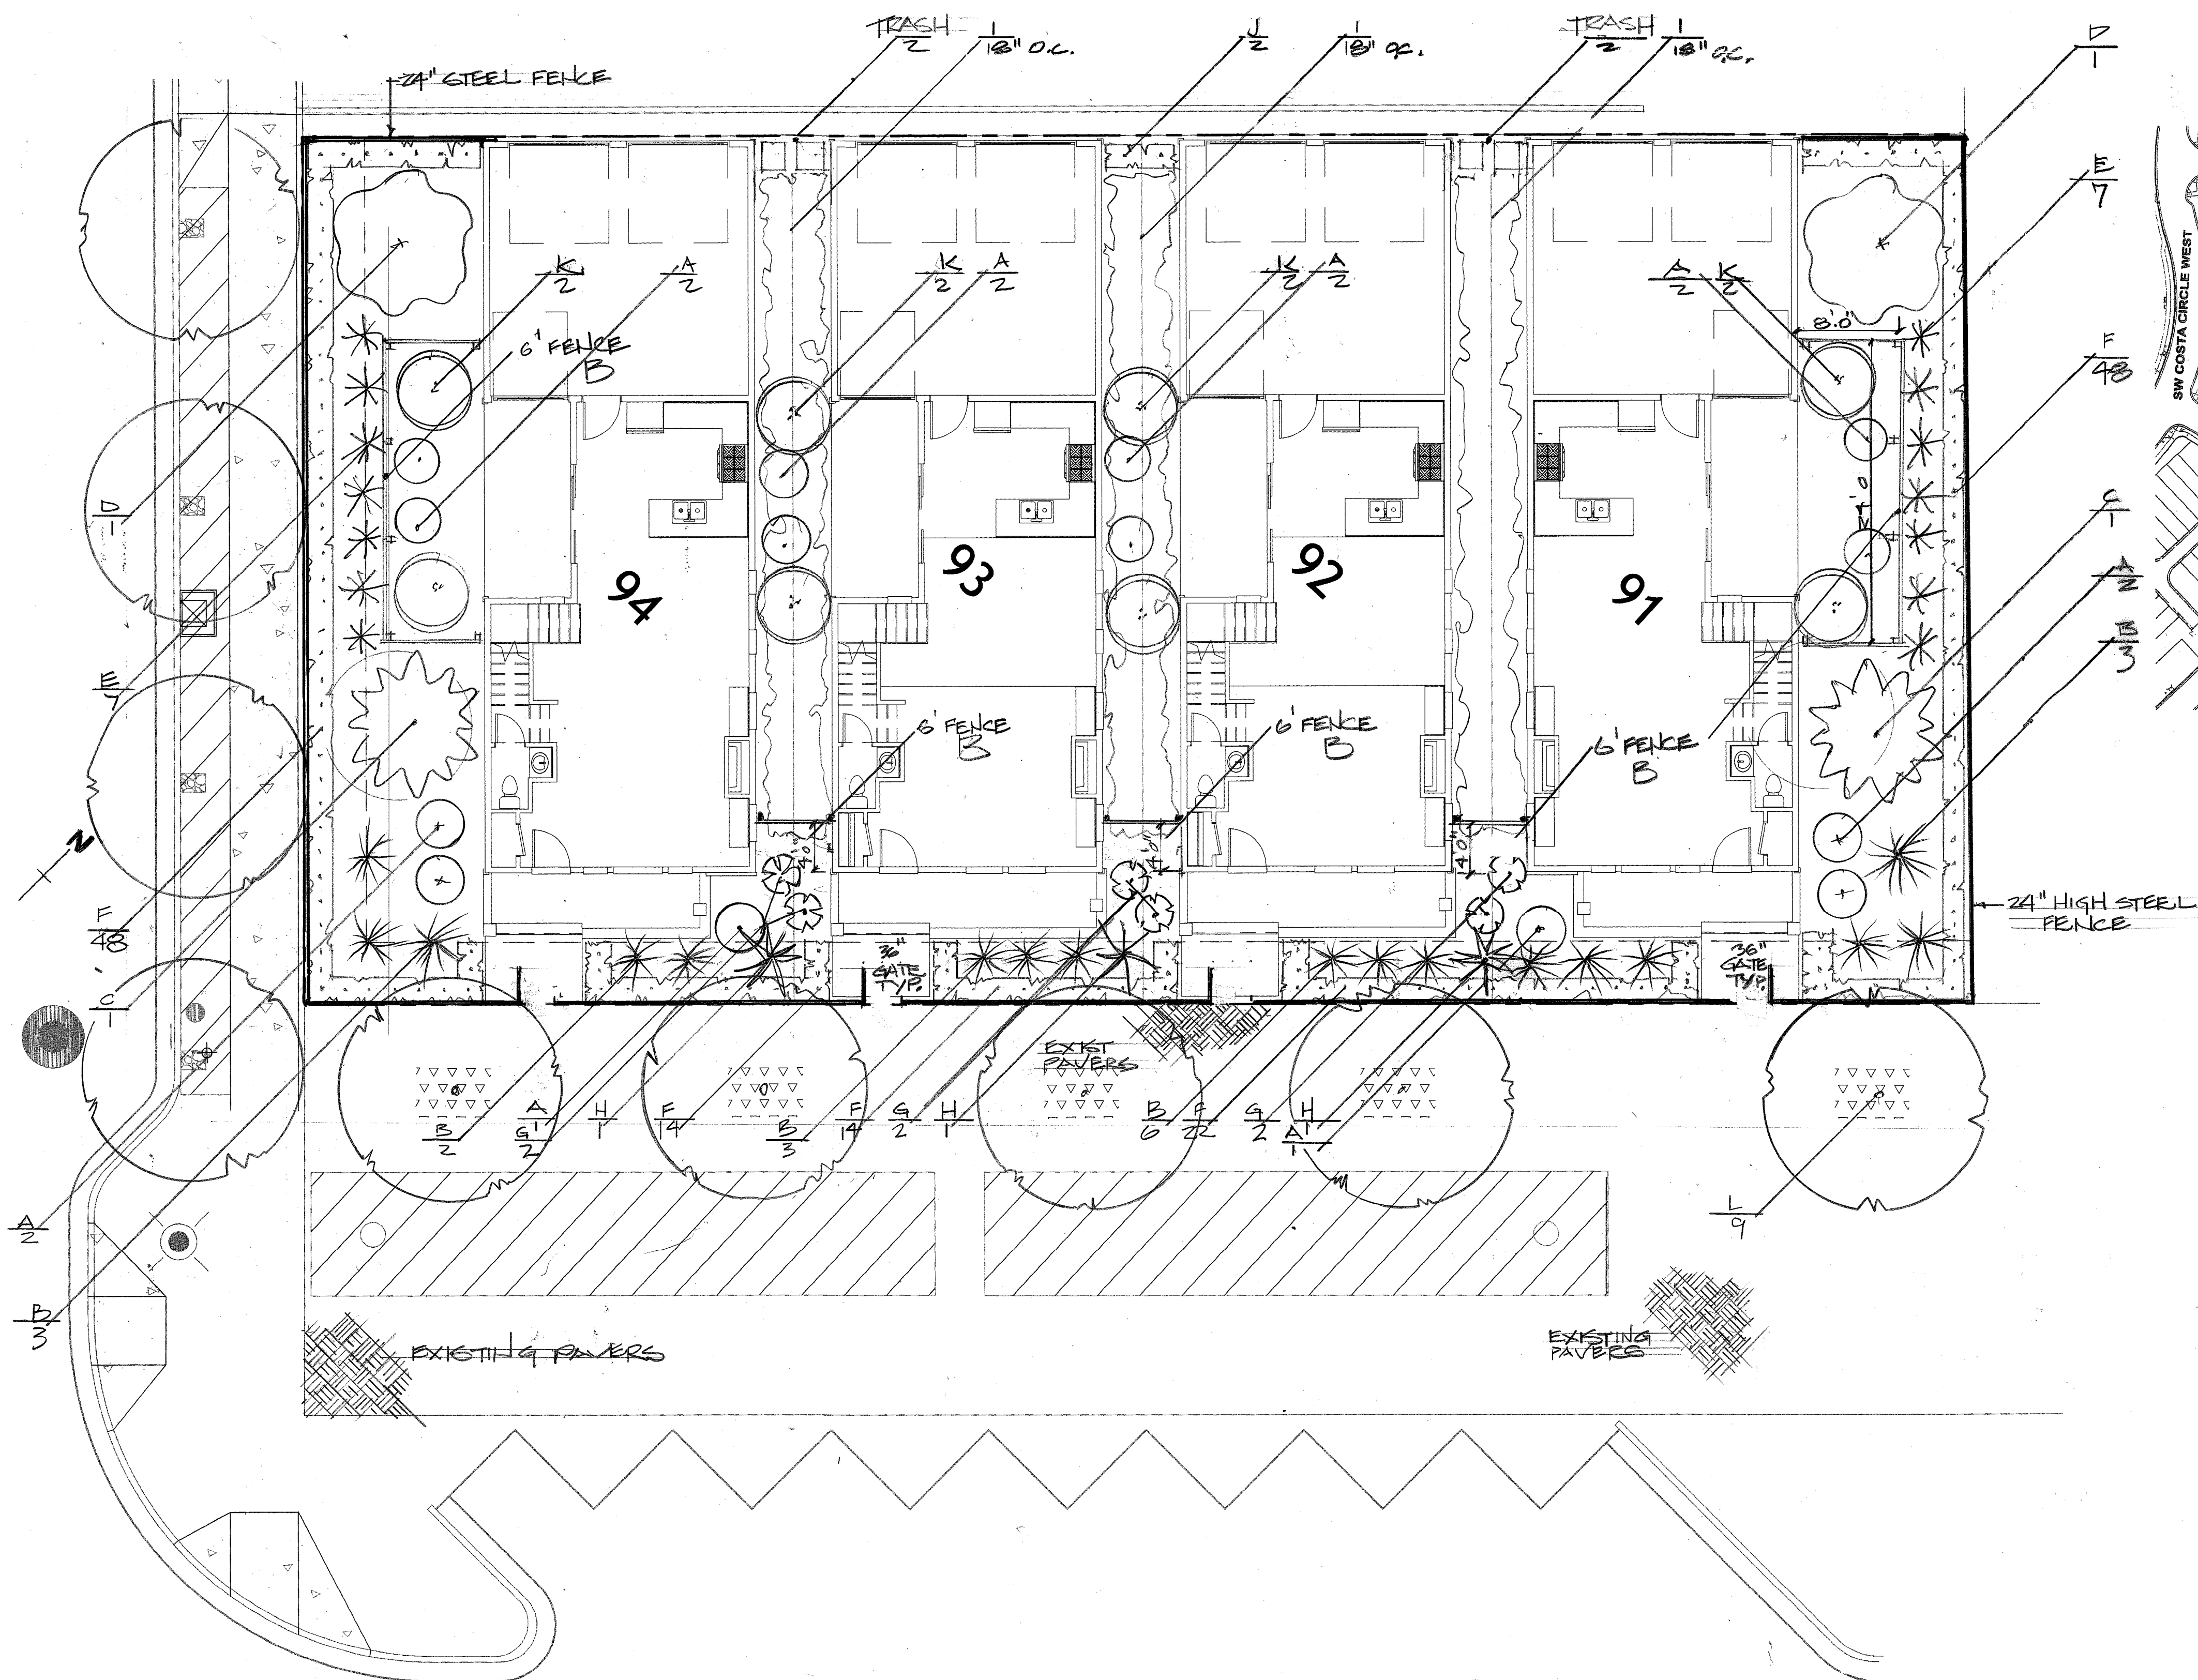 TRASH
2
I
18" O.C.
J
2
I
18" O.C.
TRASH
2
I
18" O.C.
D
1
24" STEEL FENCE
E
7
SW COSTA CIRCLE WEST
K
2
A
2
K
2
A
2
K
2
A
2
A
2
K
2
8'.0"
6' FENCE
B
F
48
D
1
24'.0
C
1
94
93
92
91
A
2
B
3
E
7
6' FENCE
B
6' FENCE
B
6' FENCE
B
N
4'.0"
4'.0"
4'.0"
24" HIGH STEEL
FENCE
F
48
36"
GATE
TYP.
36"
GATE
TYP.
C
1
EXIST
PAVERS
B
2
A
1
G
2
H
1
F
14
B
3
F
14
G
2
H
1
B
6
F
22
G
2
H
1
A
1
L
9
A
2
B
3
EXISTING PAVERS
EXISTING
PAVERS